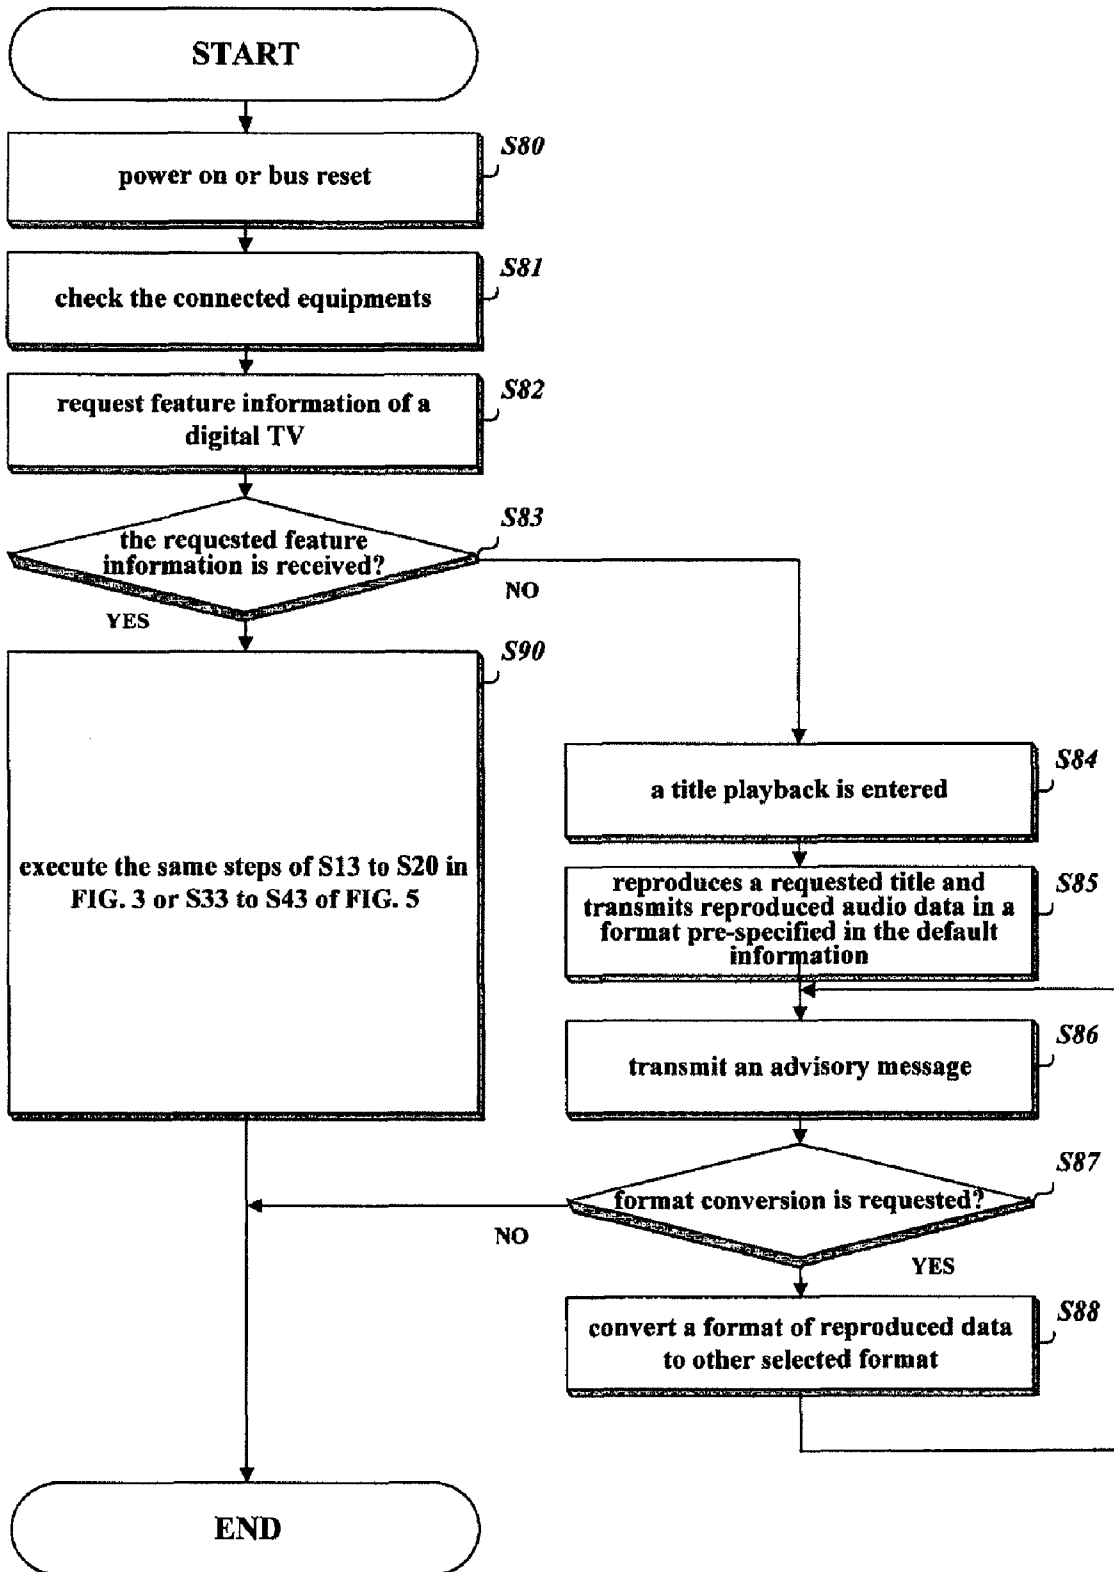 START
S80
power on or bus reset
S81
check the connected equipments
S82
request feature information of a
digital TV
S83
the requested feature
information is received?
NO
YES
S90
execute the same steps of S13 to S20 in
FIG. 3 or S33 to S43 of FIG. 5
S84
a title playback is entered
S85
reproduces a requested title and
transmits reproduced audio data in a
format pre-specified in the default
information
S86
transmit an advisory message
S87
format conversion is requested?
NO
YES
S88
convert a format of reproduced data
to other selected format
END